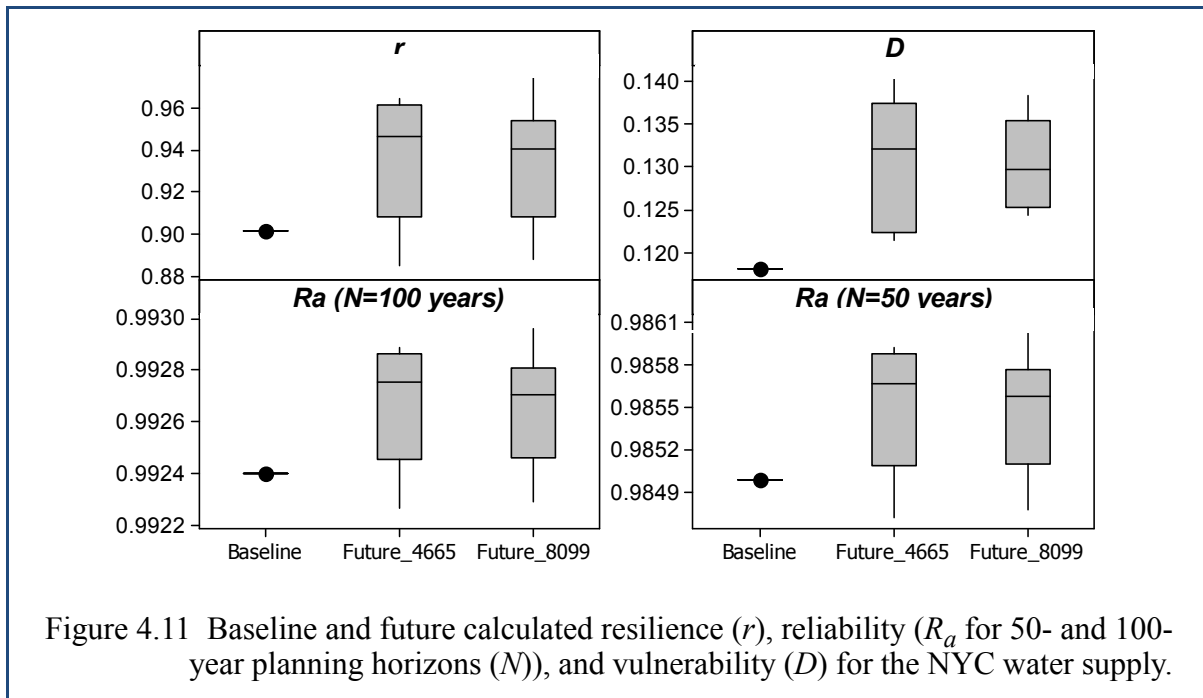 r
0.96
0.94
0.92
0.90
0.88
D
0.140
0.135
0.130
0.125
0.120
Ra (N=100 years)
0.9930
0.9928
0.9926
0.9924
0.9922
Baseline Future_4665 Future_8099
Ra (N=50 years)
0.9861
0.9858
0.9855
0.9852
0.9849
Baseline Future_4665 Future_8099
Figure 4.11 Baseline and future calculated resilience (r), reliability (Ra for 50- and 100-
year planning horizons (N)), and vulnerability (D) for the NYC water supply.